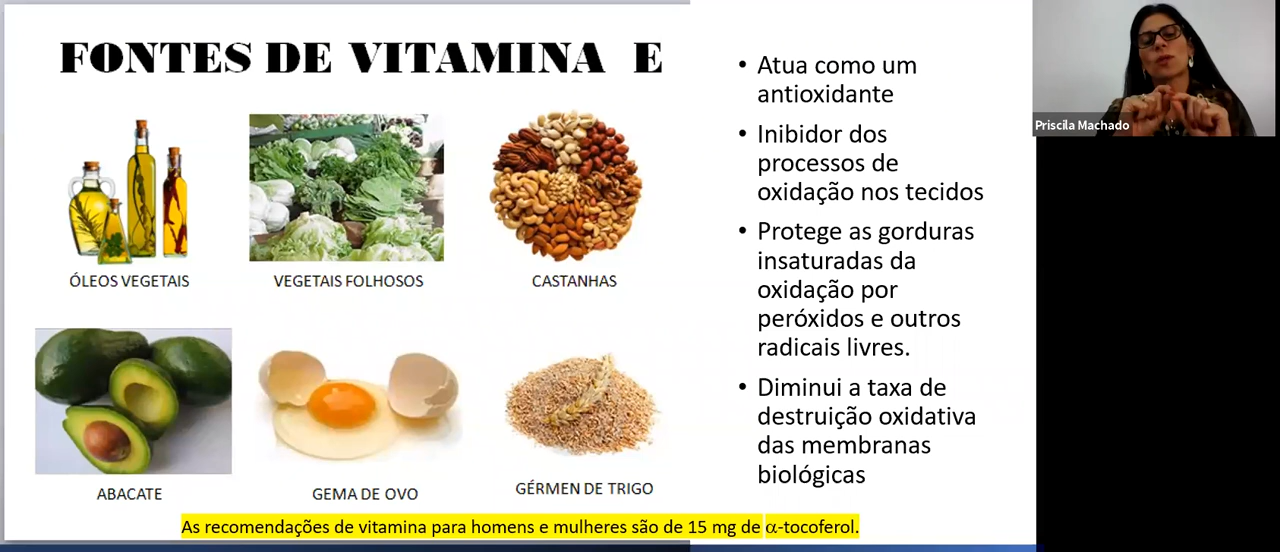 FONTES DE VITAMINA E
ÓLEOS VEGETAIS
VEGETAIS FOLHOSOS
CASTANHAS
ABACATE
GEMA DE OVO
GÉRMEN DE TRIGO
• Atua como um
antioxidante
• Inibidor dos
processos de
oxidação nos tecidos
• Protege as gorduras
insaturadas da
oxidação por
peróxidos e outros
radicais livres.
• Diminui a taxa de
destruição oxidativa
das membranas
biológicas
As recomendações de vitamina para homens e mulheres são de 15 mg de α-tocoferol.
Priscila Machado